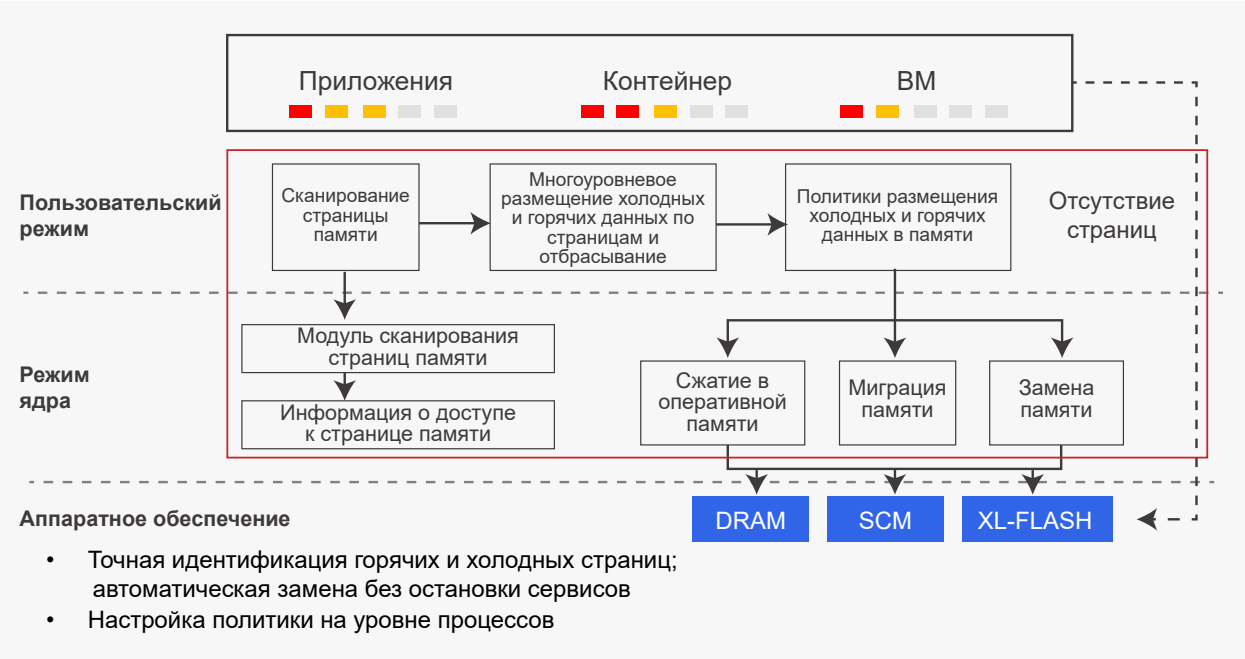 Приложения
Контейнер
ВМ
Пользовательский
режим
Сканирование
страницы
памяти
Многоуровневое
размещение холодных
и горячих данных по
страницам и
отбрасывание
Политики размещения
холодных и горячих
данных в памяти
Отсутствие
страниц
Режим
ядра
Модуль сканирования
страниц памяти
Информация о доступе
к странице памяти
Сжатие в
оперативной
памяти
Миграция
памяти
Замена
памяти
Аппаратное обеспечение
DRAM
SCM
XL-FLASH
• Точная идентификация горячих и холодных страниц;
автоматическая замена без остановки сервисов
• Настройка политики на уровне процессов